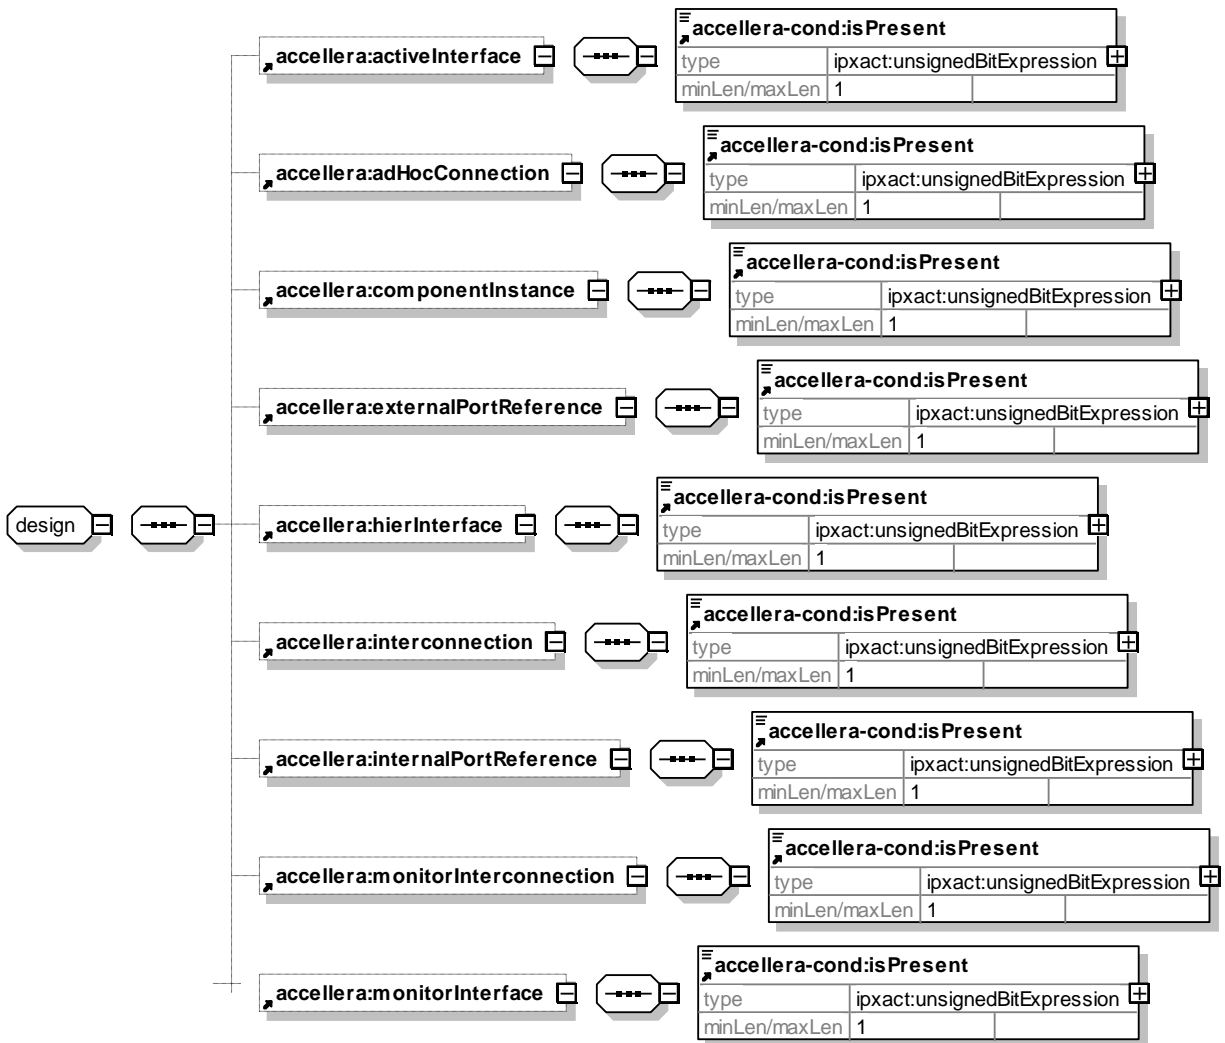 accellera:activeInterface
accellera-cond:isPresent
type ipxact:unsignedBitExpression
minLen/maxLen 1
accellera:adHocConnection
accellera-cond:isPresent
type ipxact:unsignedBitExpression
minLen/maxLen 1
accellera:componentInstance
accellera-cond:isPresent
type ipxact:unsignedBitExpression
minLen/maxLen 1
accellera:externalPortReference
accellera-cond:isPresent
type ipxact:unsignedBitExpression
minLen/maxLen 1
design
accellera:hierInterface
accellera-cond:isPresent
type ipxact:unsignedBitExpression
minLen/maxLen 1
accellera:interconnection
accellera-cond:isPresent
type ipxact:unsignedBitExpression
minLen/maxLen 1
accellera:internalPortReference
accellera-cond:isPresent
type ipxact:unsignedBitExpression
minLen/maxLen 1
accellera:monitorInterconnection
accellera-cond:isPresent
type ipxact:unsignedBitExpression
minLen/maxLen 1
accellera:monitorInterface
accellera-cond:isPresent
type ipxact:unsignedBitExpression
minLen/maxLen 1